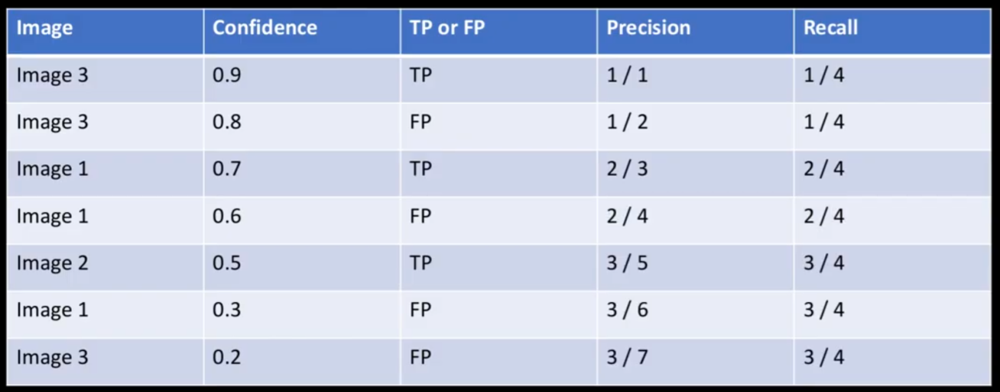 Image Confidence TP or FP Precision Recall
Image 3 0.9 TP 1 / 1 1 / 4
Image 3 0.8 FP 1 / 2 1 / 4
Image 1 0.7 TP 2 / 3 2 / 4
Image 1 0.6 FP 2 / 4 2 / 4
Image 2 0.5 TP 3 / 5 3 / 4
Image 1 0.3 FP 3 / 6 3 / 4
Image 3 0.2 FP 3 / 7 3 / 4